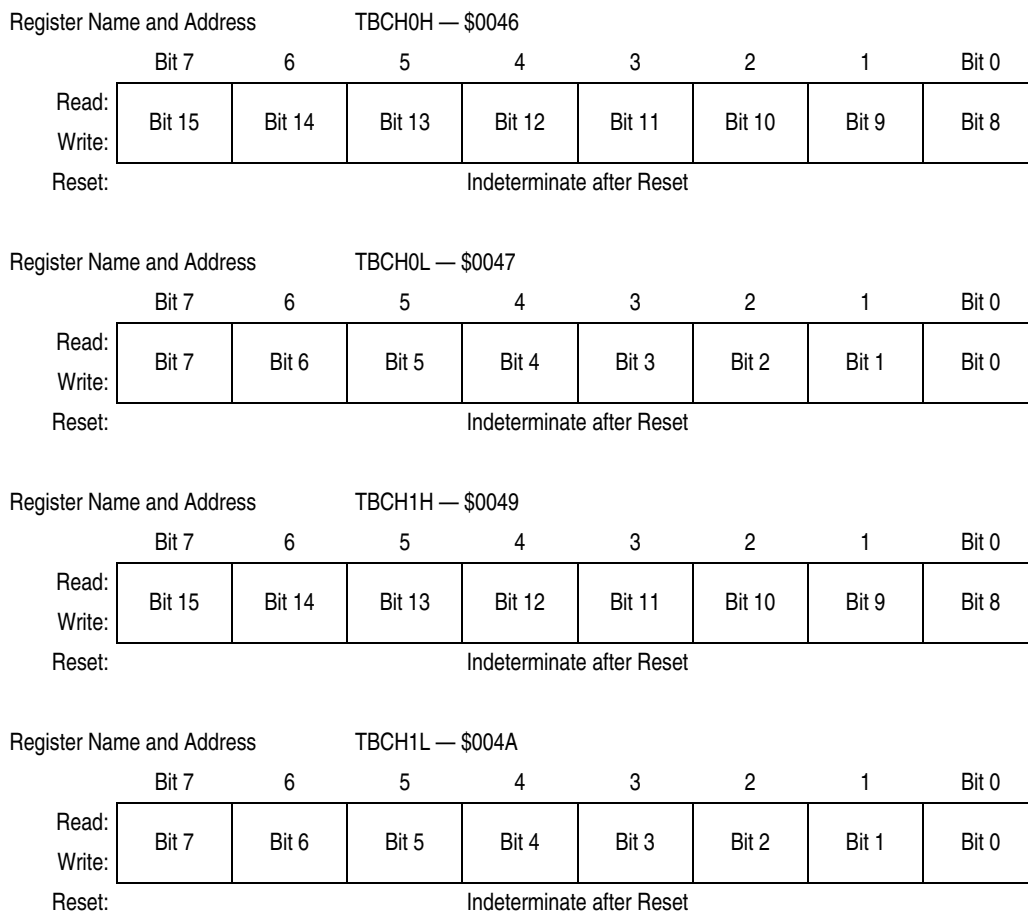 Register Name and Address TBCH0H — $0046
Bit 7 6 5 4 3 2 1 Bit 0
Read:
Bit 15 Bit 14 Bit 13 Bit 12 Bit 11 Bit 10 Bit 9 Bit 8
Write:
Reset: Indeterminate after Reset
Register Name and Address TBCH0L — $0047
Bit 7 6 5 4 3 2 1 Bit 0
Read:
Bit 7 Bit 6 Bit 5 Bit 4 Bit 3 Bit 2 Bit 1 Bit 0
Write:
Reset: Indeterminate after Reset
Register Name and Address TBCH1H — $0049
Bit 7 6 5 4 3 2 1 Bit 0
Read:
Bit 15 Bit 14 Bit 13 Bit 12 Bit 11 Bit 10 Bit 9 Bit 8
Write:
Reset: Indeterminate after Reset
Register Name and Address TBCH1L — $004A
Bit 7 6 5 4 3 2 1 Bit 0
Read:
Bit 7 Bit 6 Bit 5 Bit 4 Bit 3 Bit 2 Bit 1 Bit 0
Write:
Reset: Indeterminate after Reset